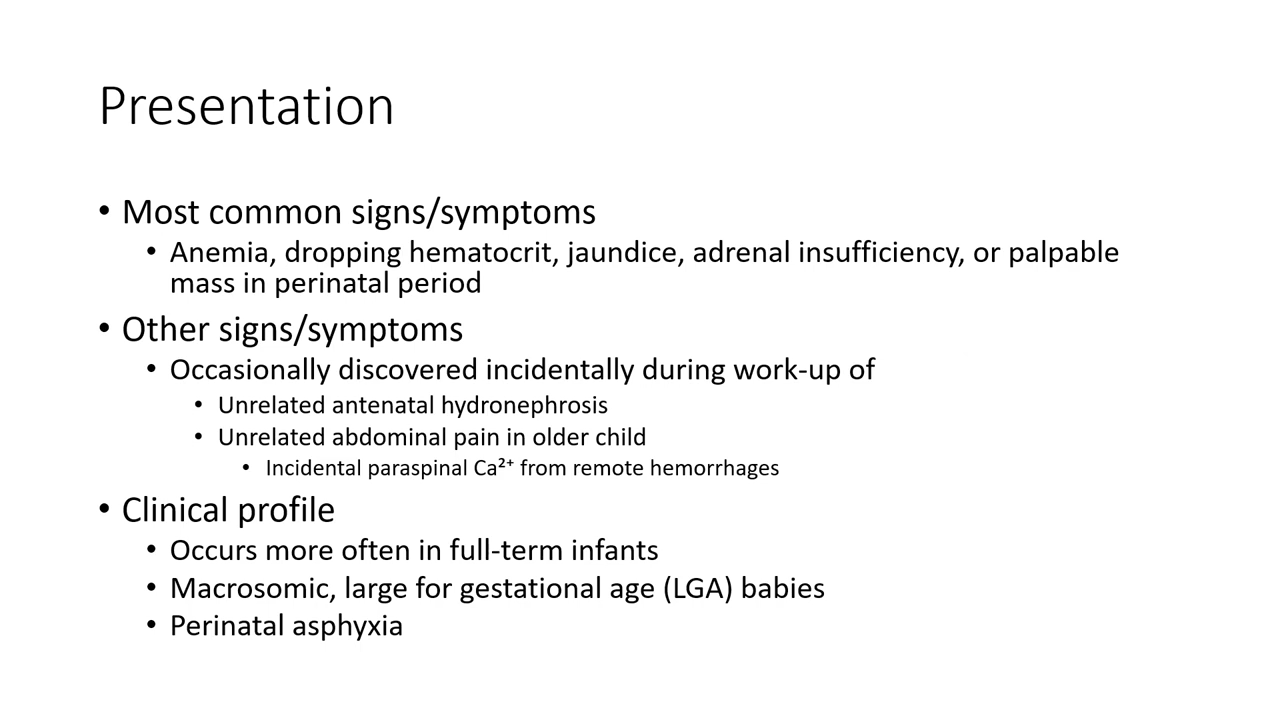 Presentation
• Most common signs/symptoms
• Anemia, dropping hematocrit, jaundice, adrenal insufficiency, or palpable
mass in perinatal period
• Other signs/symptoms
• Occasionally discovered incidentally during work-up of
• Unrelated antenatal hydronephrosis
• Unrelated abdominal pain in older child
• Incidental paraspinal Ca²⁺ from remote hemorrhages
• Clinical profile
• Occurs more often in full-term infants
• Macrosomic, large for gestational age (LGA) babies
• Perinatal asphyxia